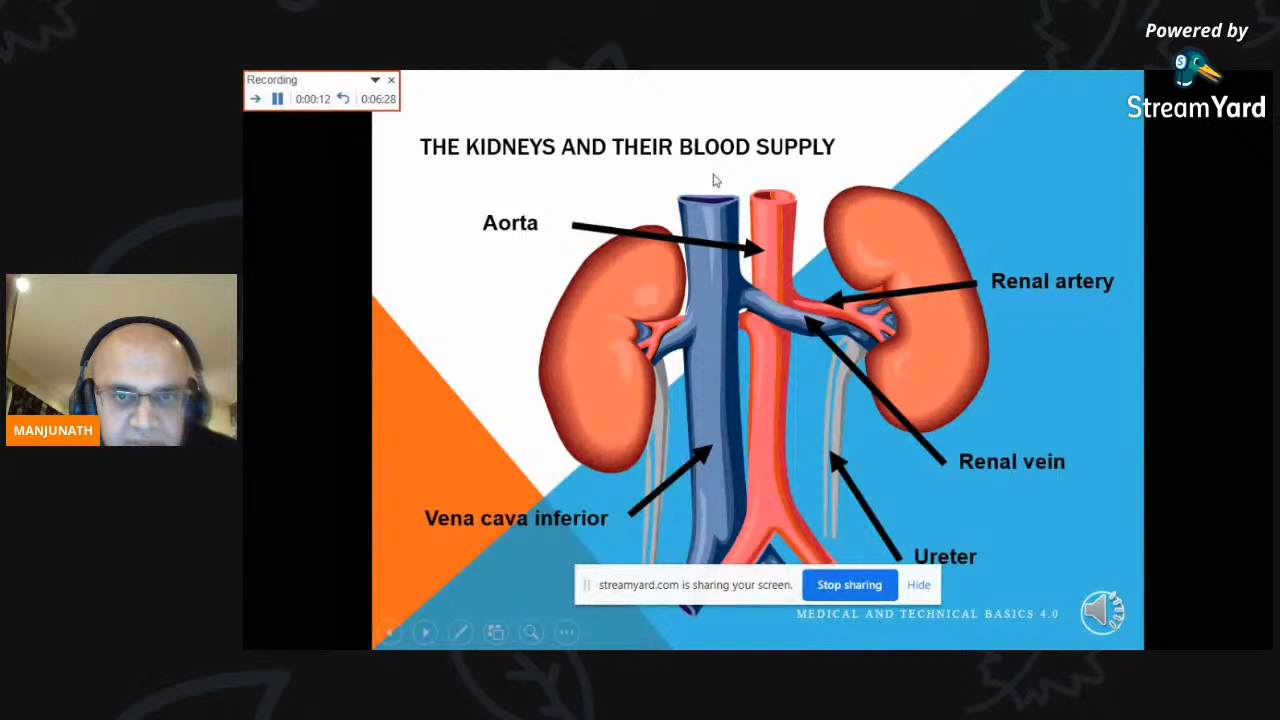 Powered by
StreamYard
Recording
0:00:12 0:06:28
THE KIDNEYS AND THEIR BLOOD SUPPLY
Aorta
Renal artery
MANJUNATH
Renal vein
Vena cava inferior
Ureter
streamyard.com is sharing your screen. Stop sharing Hide
MEDICAL AND TECHNICAL BASICS 4.0